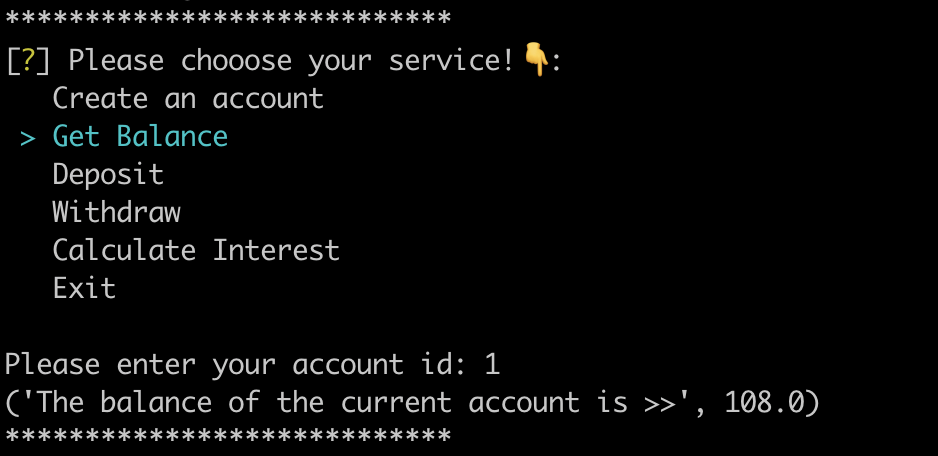 ****************************
[?] Please chooose your service!👇:
Create an account
> Get Balance
Deposit
Withdraw
Calculate Interest
Exit
Please enter your account id: 1
('The balance of the current account is >>', 108.0)
****************************